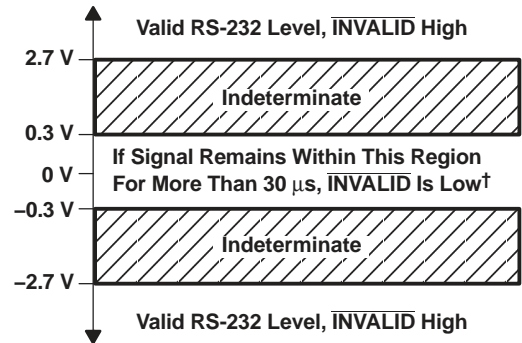 Valid RS-232 Level, INVALID High
2.7 V
Indeterminate
0.3 V
If Signal Remains Within This Region
0 V
For More Than 30 μs, INVALID Is Low†
–0.3 V
Indeterminate
–2.7 V
Valid RS-232 Level, INVALID High